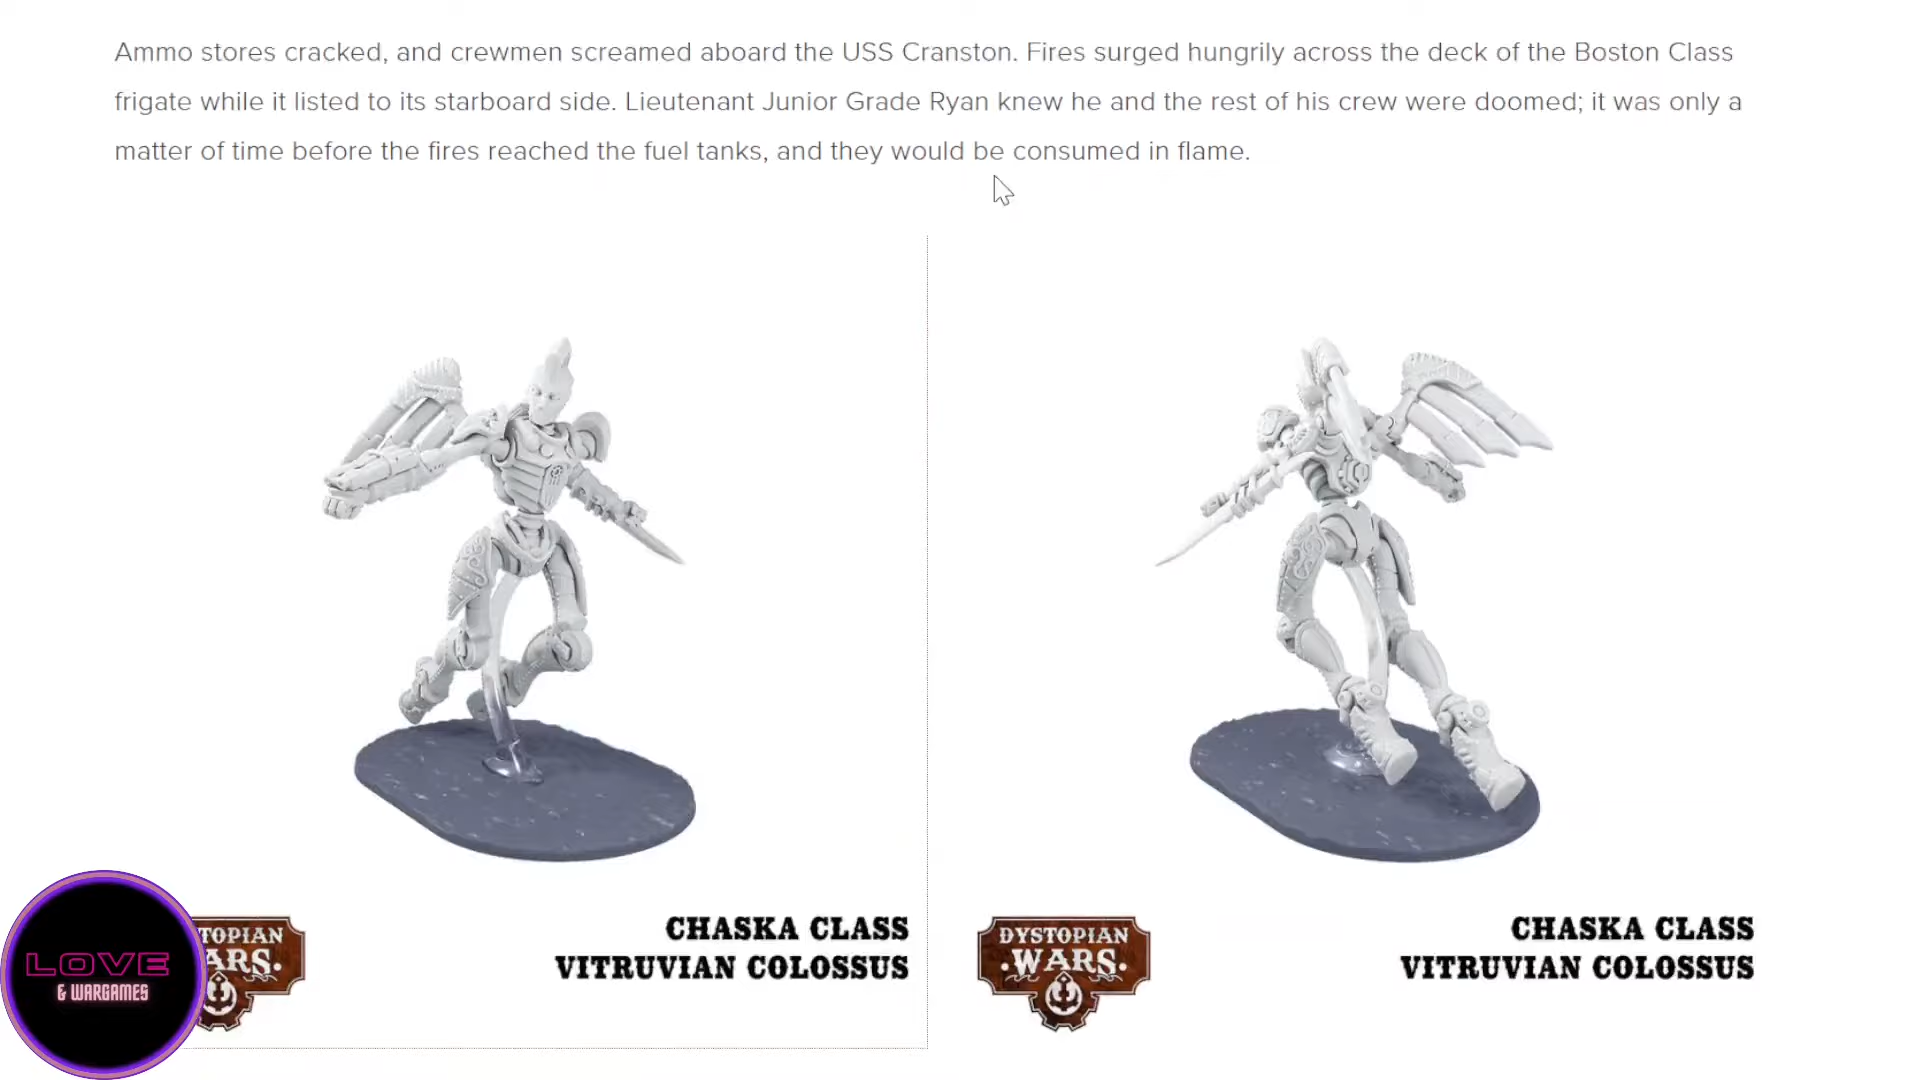 Ammo stores cracked, and crewmen screamed aboard the USS Cranston. Fires surged hungrily across the deck of the Boston Class
frigate while it listed to its starboard side. Lieutenant Junior Grade Ryan knew he and the rest of his crew were doomed; it was only a
matter of time before the fires reached the fuel tanks, and they would be consumed in flame.
TOPIAN
ARS.
CHASKA CLASS
VITRUVIAN COLOSSUS
DYSTOPIAN
·WARS·
CHASKA CLASS
VITRUVIAN COLOSSUS
LOVE
& WARGAMES